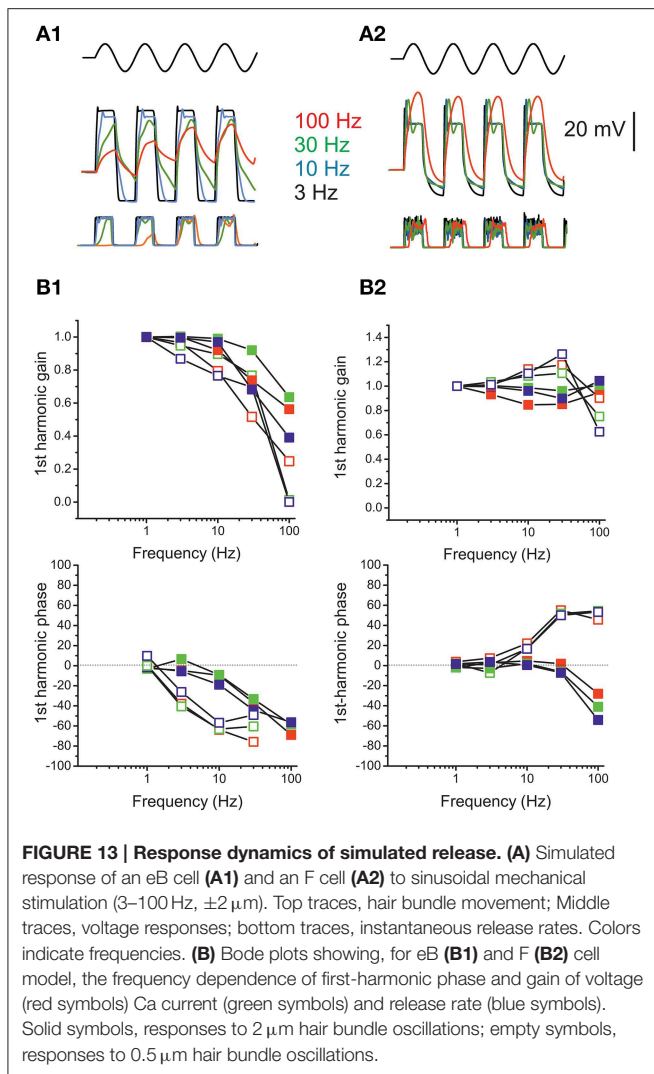 A1
A2
100 Hz
30 Hz
10 Hz
3 Hz
20 mV
B1
B2
1st harmonic gain
1.0
0.8
0.6
0.4
0.2
0.0
1 10 100
Frequency (Hz)
1st harmonic gain
1.4
1.2
1.0
0.8
0.6
0.4
0.2
0.0
1 10 100
Frequency (Hz)
1st harmonic phase
100
80
60
40
20
0
-20
-40
-60
-80
-100
1 10 100
Frequency (Hz)
1st-harmonic phase
100
80
60
40
20
0
-20
-40
-60
-80
-100
1 10 100
Frequency (Hz)
FIGURE 13 | Response dynamics of simulated release. (A) Simulated
response of an eB cell (A1) and an F cell (A2) to sinusoidal mechanical
stimulation (3–100 Hz, ±2 μm). Top traces, hair bundle movement; Middle
traces, voltage responses; bottom traces, instantaneous release rates. Colors
indicate frequencies. (B) Bode plots showing, for eB (B1) and F (B2) cell
model, the frequency dependence of first-harmonic phase and gain of voltage
(red symbols) Ca current (green symbols) and release rate (blue symbols).
Solid symbols, responses to 2 μm hair bundle oscillations; empty symbols,
responses to 0.5 μm hair bundle oscillations.